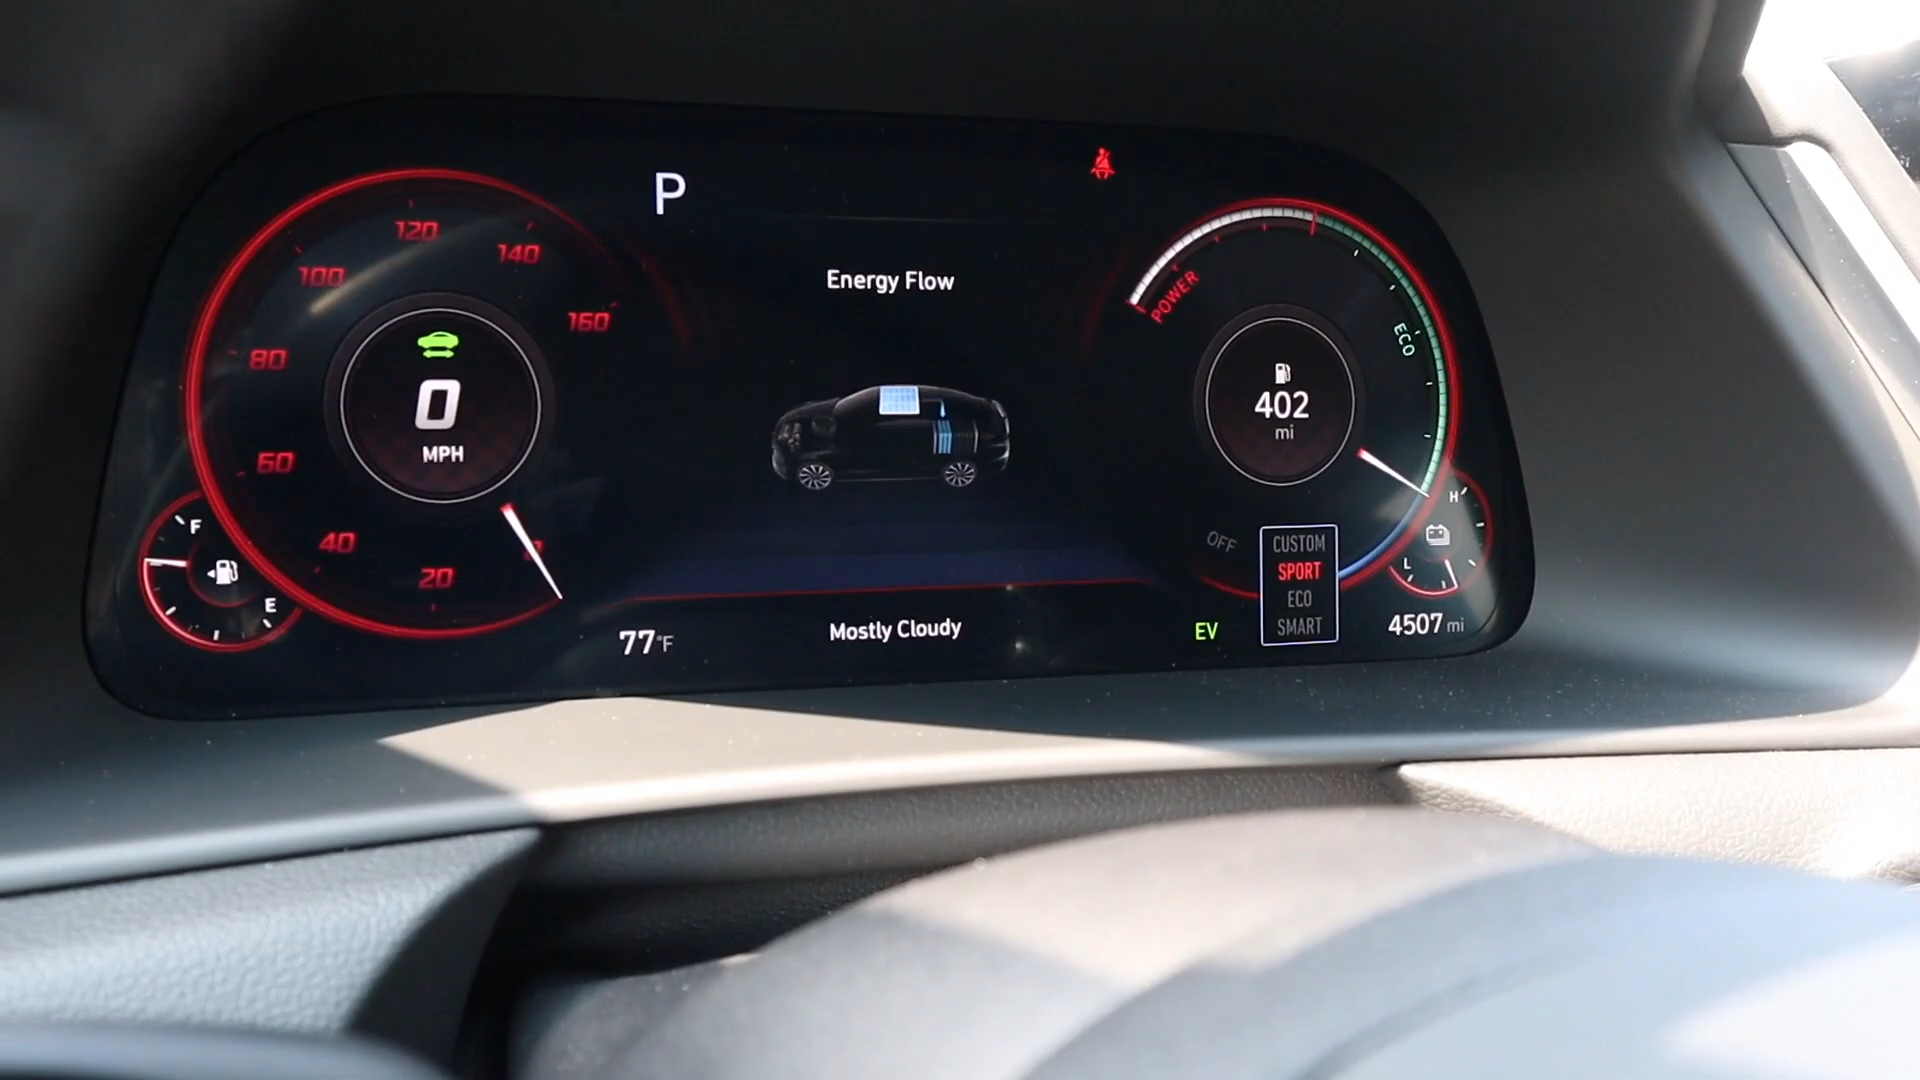 P
Energy Flow
120
140
100
160
80
60
40
20
0
MPH
POWER
ECO
402
mi
OFF
CUSTOM
SPORT
ECO
SMART
F
E
H
L
77°F
Mostly Cloudy
EV
4507 mi